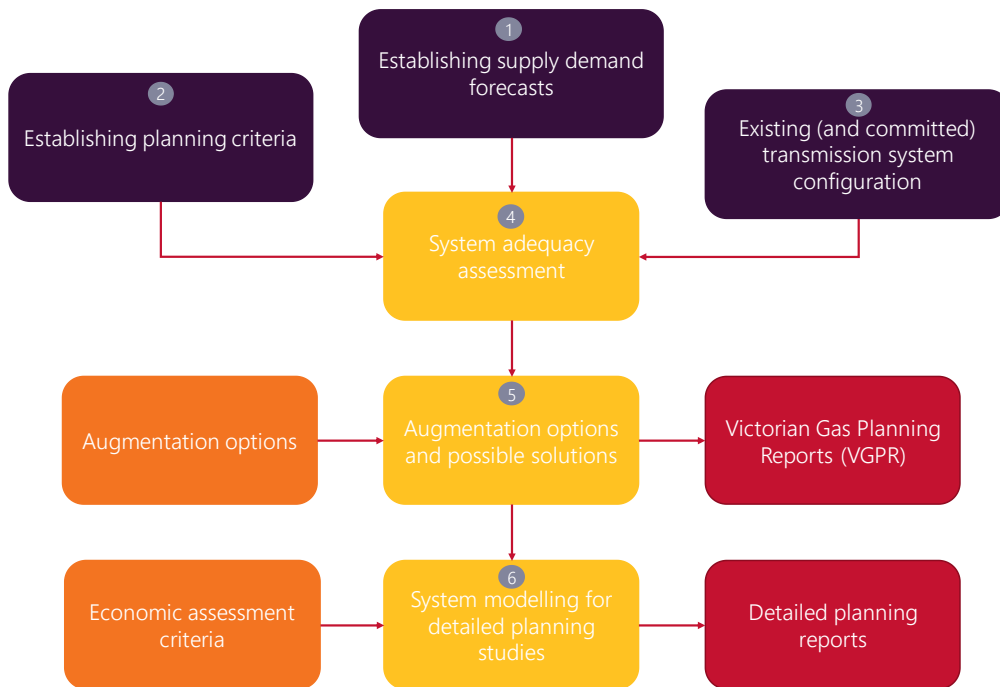 1
Establishing supply demand
forecasts
2
Establishing planning criteria
3
Existing (and committed)
transmission system
configuration
4
System adequacy
assessment
Augmentation options
5
Augmentation options
and possible solutions
Victorian Gas Planning
Reports (VGPR)
Economic assessment
criteria
6
System modelling for
detailed planning
studies
Detailed planning
reports